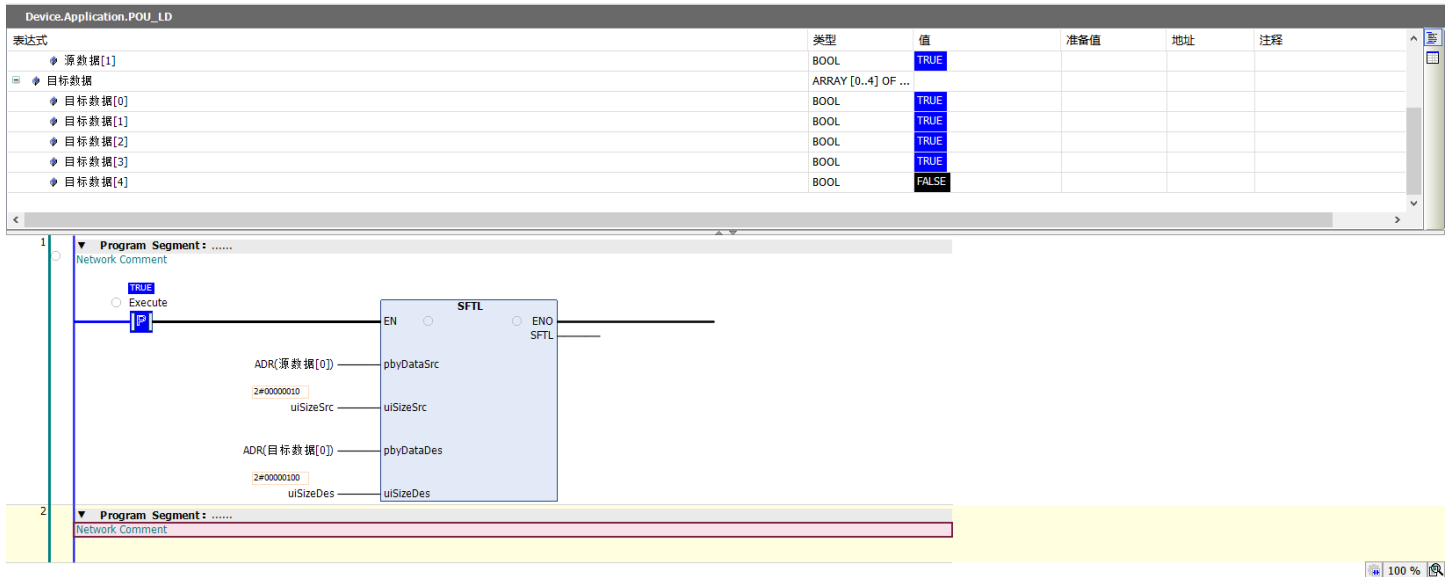 Device.Application.POU_LD
表达式 类型 值 准备值 地址 注释
源数据[1] BOOL TRUE
目标数据 ARRAY [0..4] OF ...
目标数据[0] BOOL TRUE
目标数据[1] BOOL TRUE
目标数据[2] BOOL TRUE
目标数据[3] BOOL TRUE
目标数据[4] BOOL FALSE
1 Program Segment: ......
Network Comment
TRUE
Execute
P
SFTL
EN ENO
SFTL
ADR(源数据[0]) pbyDataSrc
2#00000010
uiSizeSrc uiSizeSrc
ADR(目标数据[0]) pbyDataDes
2#00000100
uiSizeDes uiSizeDes
2 Program Segment: ......
Network Comment
100 %